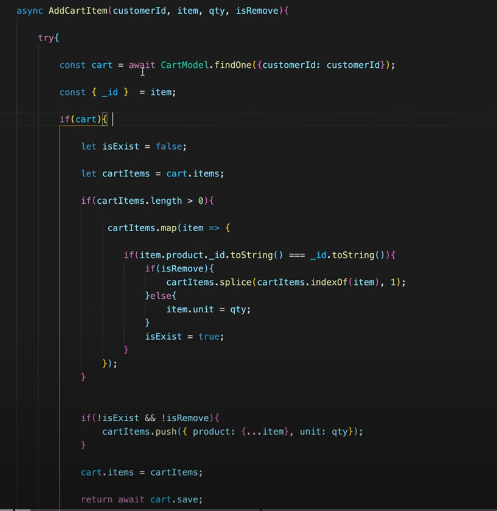 async AddCartItem(customerId, item, qty, isRemove){
try{
const cart = await CartModel.findOne({customerId: customerId});
const { _id }  = item;
if(cart){
let isExist = false;
let cartItems = cart.items;
if(cartItems.length > 0){
cartItems.map(item => {
if(item.product._id.toString() === _id.toString()){
if(isRemove){
cartItems.splice(cartItems.indexOf(item), 1);
}else{
item.unit = qty;
}
isExist = true;
}
});
}
if(!isExist && !isRemove){
cartItems.push({ product: {...item}, unit: qty});
}
cart.items = cartItems;
return await cart.save;